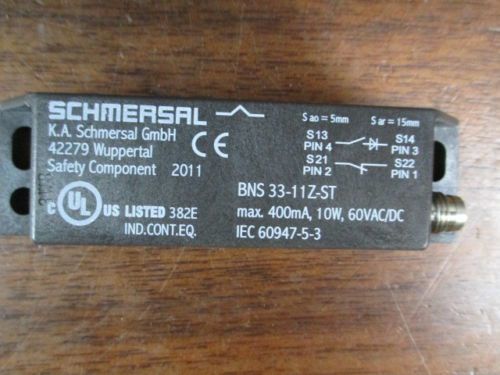 SCHMERSAL
K.A. Schmersal GmbH
42279 Wuppertal
Safety Component 2011
CE
c UL US LISTED 382E
IND.CONT.EQ.
S ao = 5mm S ar = 15mm
S13 S14
PIN 4 PIN 3
S21 S22
PIN 2 PIN 1
BNS 33-11Z-ST
max. 400mA, 10W, 60VAC/DC
IEC 60947-5-3